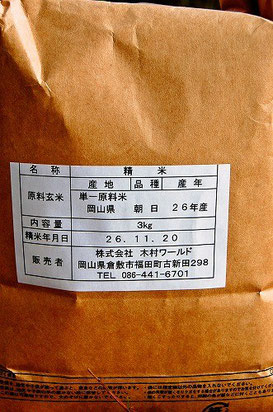 名称 精米
産地 品種 産年
原料玄米 単一原料米
岡山県 朝日 26年産
内容量 3kg
精米年月日 26.11.20
販売者 株式会社 木村ワールド
岡山県倉敷市福田町古新田298
TEL 086-441-6701